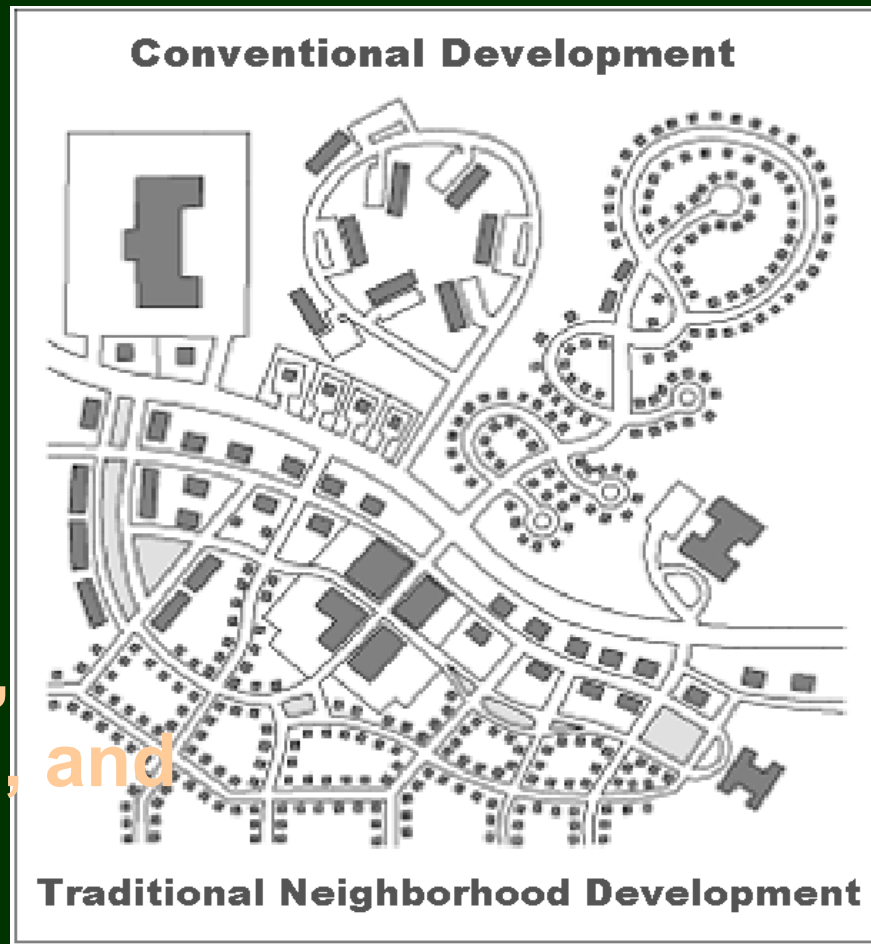 Conventional Development
,
, and
Traditional Neighborhood Development